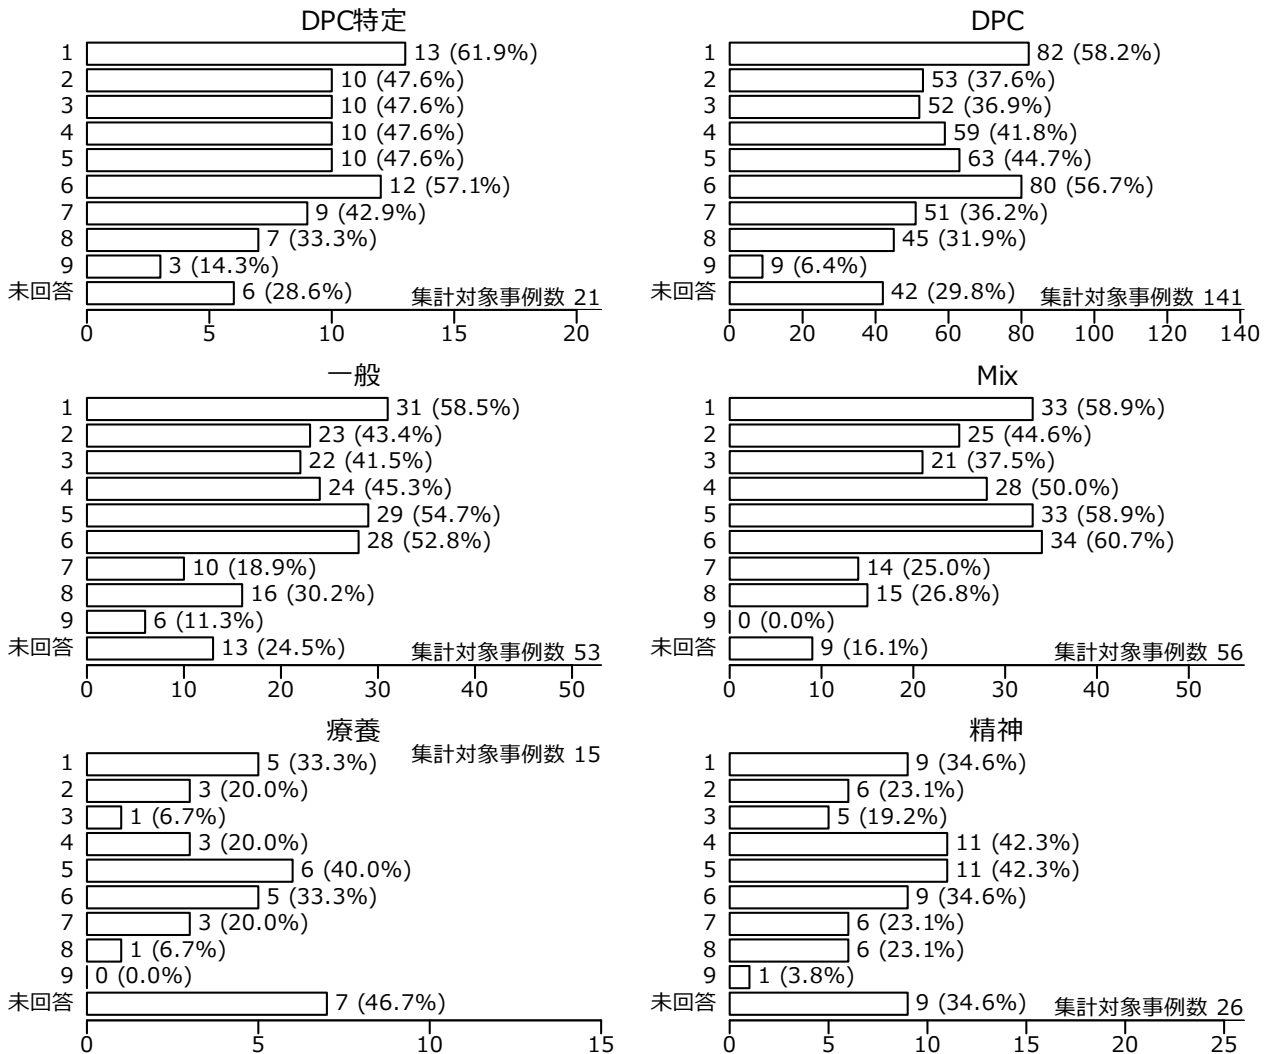 DPC特定
1 13 (61.9%)
2 10 (47.6%)
3 10 (47.6%)
4 10 (47.6%)
5 10 (47.6%)
6 12 (57.1%)
7 9 (42.9%)
8 7 (33.3%)
9 3 (14.3%)
未回答 6 (28.6%) 集計対象事例数 21
0 5 10 15 20
DPC
1 82 (58.2%)
2 53 (37.6%)
3 52 (36.9%)
4 59 (41.8%)
5 63 (44.7%)
6 80 (56.7%)
7 51 (36.2%)
8 45 (31.9%)
9 9 (6.4%)
未回答 42 (29.8%) 集計対象事例数 141
0 20 40 60 80 100 120 140
一般
1 31 (58.5%)
2 23 (43.4%)
3 22 (41.5%)
4 24 (45.3%)
5 29 (54.7%)
6 28 (52.8%)
7 10 (18.9%)
8 16 (30.2%)
9 6 (11.3%)
未回答 13 (24.5%) 集計対象事例数 53
0 10 20 30 40 50
Mix
1 33 (58.9%)
2 25 (44.6%)
3 21 (37.5%)
4 28 (50.0%)
5 33 (58.9%)
6 34 (60.7%)
7 14 (25.0%)
8 15 (26.8%)
9 0 (0.0%)
未回答 9 (16.1%) 集計対象事例数 56
0 10 20 30 40 50
療養
1 5 (33.3%) 集計対象事例数 15
2 3 (20.0%)
3 1 (6.7%)
4 3 (20.0%)
5 6 (40.0%)
6 5 (33.3%)
7 3 (20.0%)
8 1 (6.7%)
9 0 (0.0%)
未回答 7 (46.7%)
0 5 10 15
精神
1 9 (34.6%)
2 6 (23.1%)
3 5 (19.2%)
4 11 (42.3%)
5 11 (42.3%)
6 9 (34.6%)
7 6 (23.1%)
8 6 (23.1%)
9 1 (3.8%)
未回答 9 (34.6%) 集計対象事例数 26
0 5 10 15 20 25